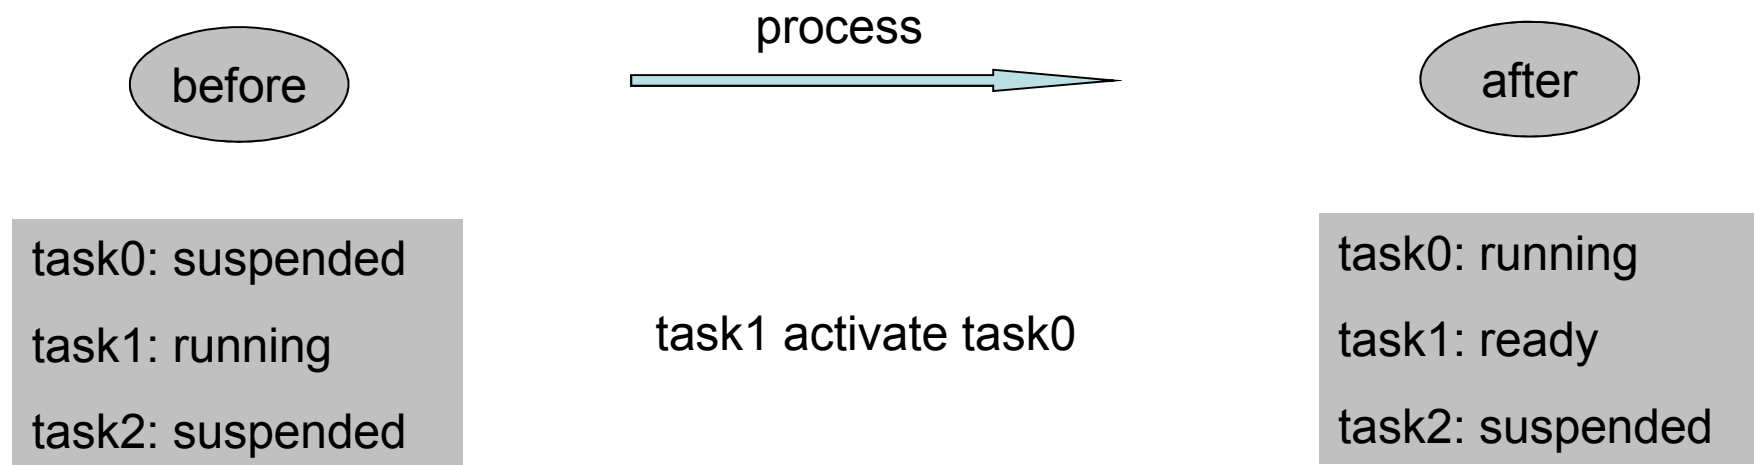 before
process
after
task0: suspended
task1: running
task2: suspended
task1 activate task0
task0: running
task1: ready
task2: suspended